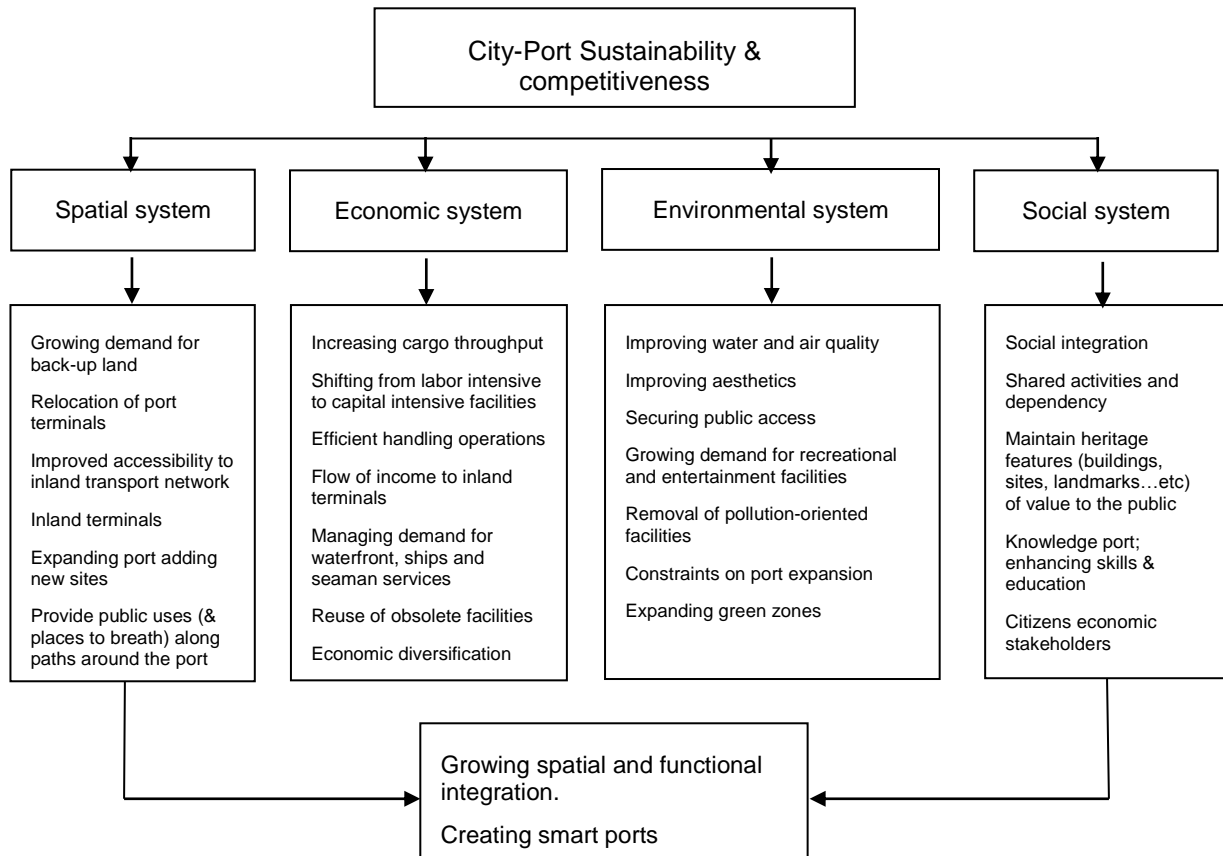 City-Port Sustainability &
competitiveness
Spatial system
Economic system
Environmental system
Social system
Growing demand for
back-up land
Relocation of port
terminals
Improved accessibility to
inland transport network
Inland terminals
Expanding port adding
new sites
Provide public uses (&
places to breath) along
paths around the port
Increasing cargo throughput
Shifting from labor intensive
to capital intensive facilities
Efficient handling operations
Flow of income to inland
terminals
Managing demand for
waterfront, ships and
seaman services
Reuse of obsolete facilities
Economic diversification
Improving water and air quality
Improving aesthetics
Securing public access
Growing demand for recreational
and entertainment facilities
Removal of pollution-oriented
facilities
Constraints on port expansion
Expanding green zones
Social integration
Shared activities and
dependency
Maintain heritage
features (buildings,
sites, landmarks…etc)
of value to the public
Knowledge port;
enhancing skills &
education
Citizens economic
stakeholders
Growing spatial and functional
integration.
Creating smart ports